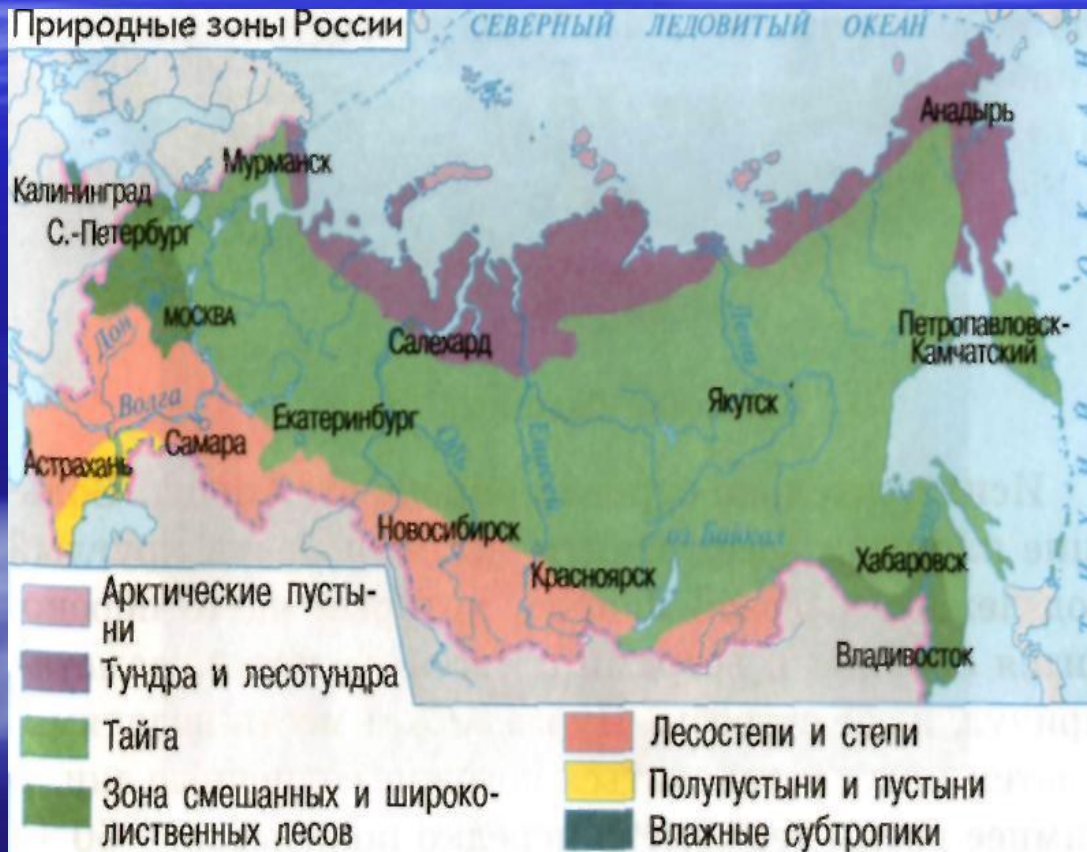 Природные зоны России
СЕВЕРНЫЙ ЛЕДОВИТЫЙ ОКЕАН
Анадырь
Мурманск
Калининград
С.-Петербург
МОСКВА
Дон
Салехард
Лена
Петропавловск-
Камчатский
Волга
Екатеринбург
Якутск
Самара
Астрахань
Обь
Енисей
Новосибирск
оз. Байкал
Красноярск
Хабаровск
Владивосток
Арктические пусты-
ни
Тундра и лесотундра
Тайга
Зона смешанных и широко-
лиственных лесов
Лесостепи и степи
Полупустыни и пустыни
Влажные субтропики